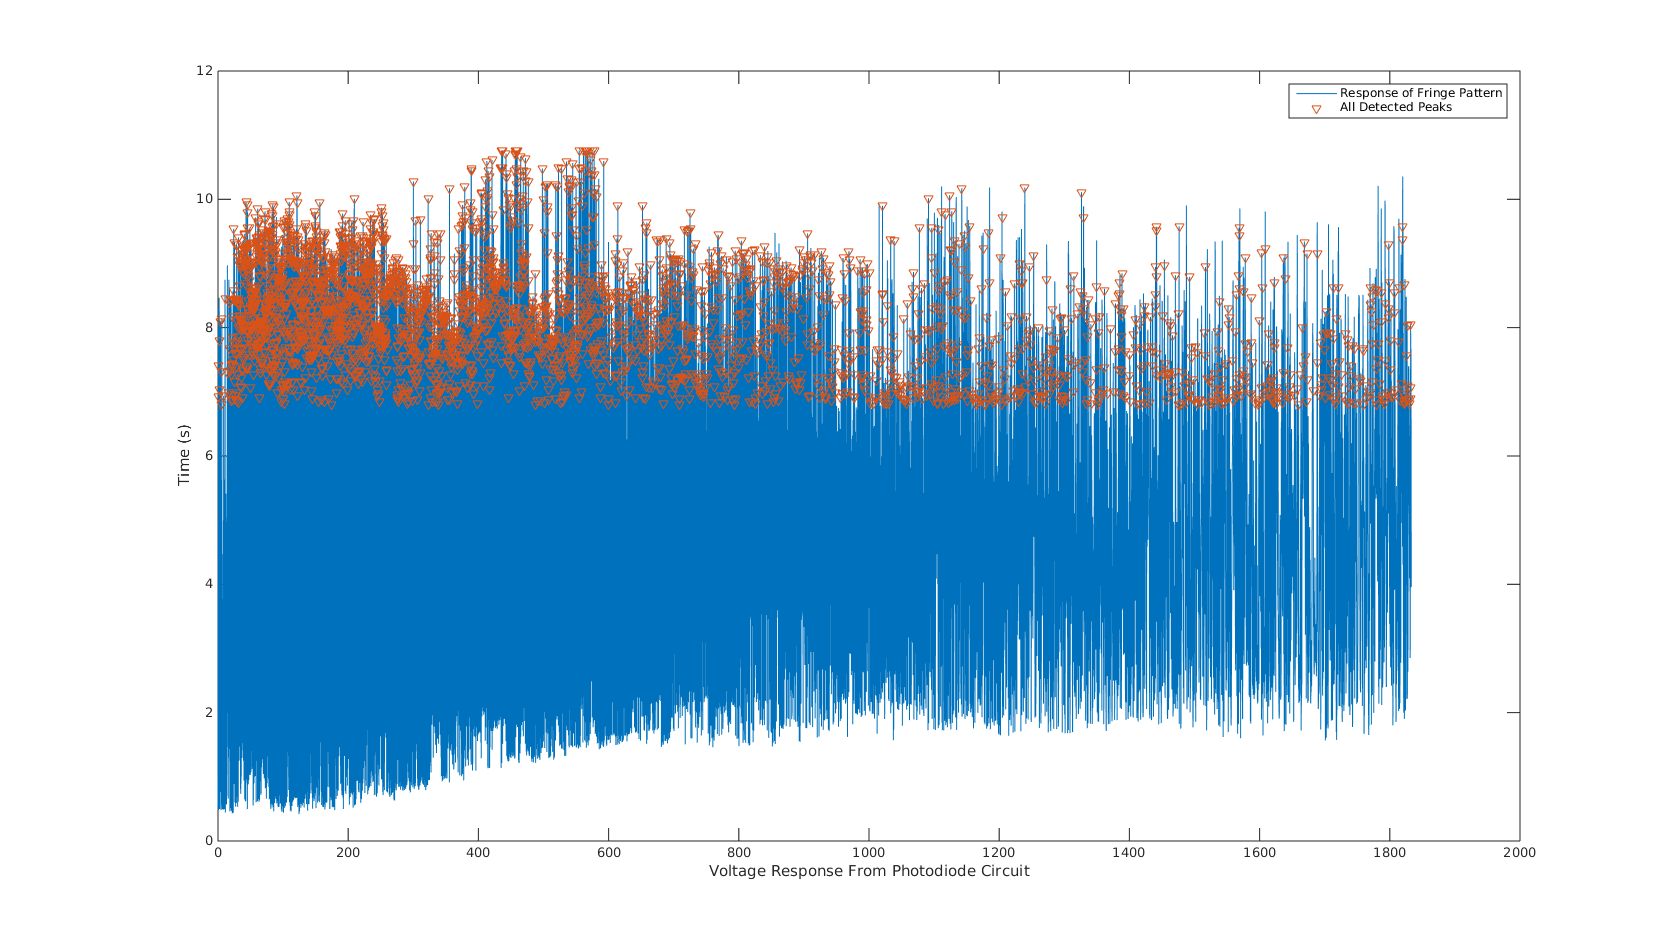 12
10
8
6
4
2
0
Time (s)
Response of Fringe Pattern
All Detected Peaks
0 200 400 600 800 1000 1200 1400 1600 1800 2000
Voltage Response From Photodiode Circuit